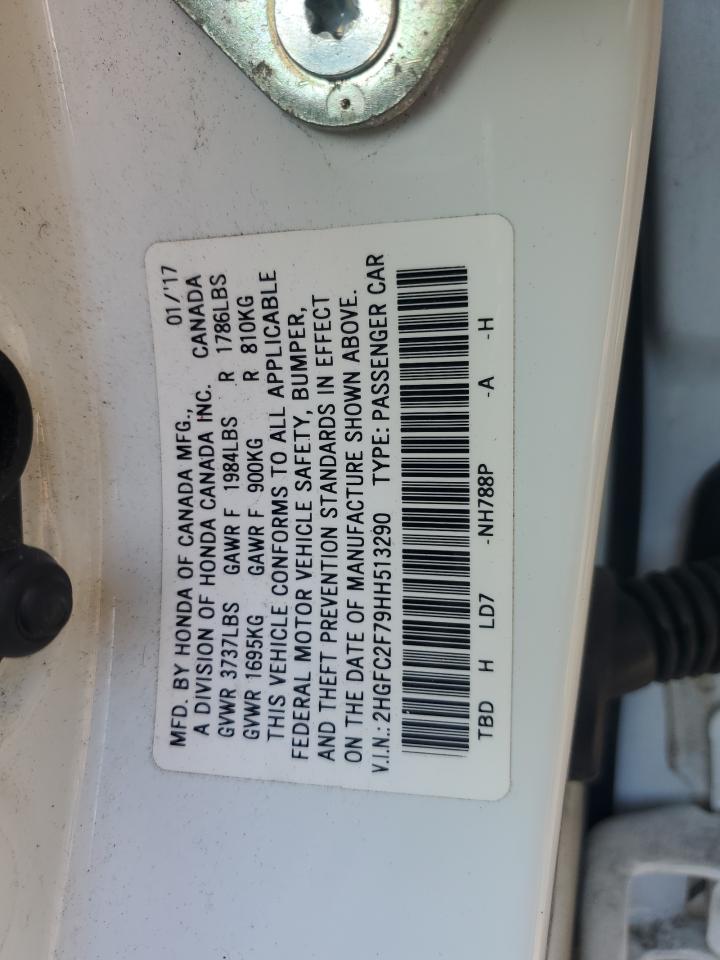 MFD. BY HONDA OF CANADA MFG., 01/'17
A DIVISION OF HONDA CANADA INC. CANADA
GVWR 3737LBS GAWR F 1984LBS R 1786LBS
GVWR 1695KG GAWR F 900KG R 810KG
THIS VEHICLE CONFORMS TO ALL APPLICABLE
FEDERAL MOTOR VEHICLE SAFETY, BUMPER,
AND THEFT PREVENTION STANDARDS IN EFFECT
ON THE DATE OF MANUFACTURE SHOWN ABOVE.
V.I.N.: 2HGFC2F79HH513290 TYPE: PASSENGER CAR
TBD H LD7 -NH788P -A -H